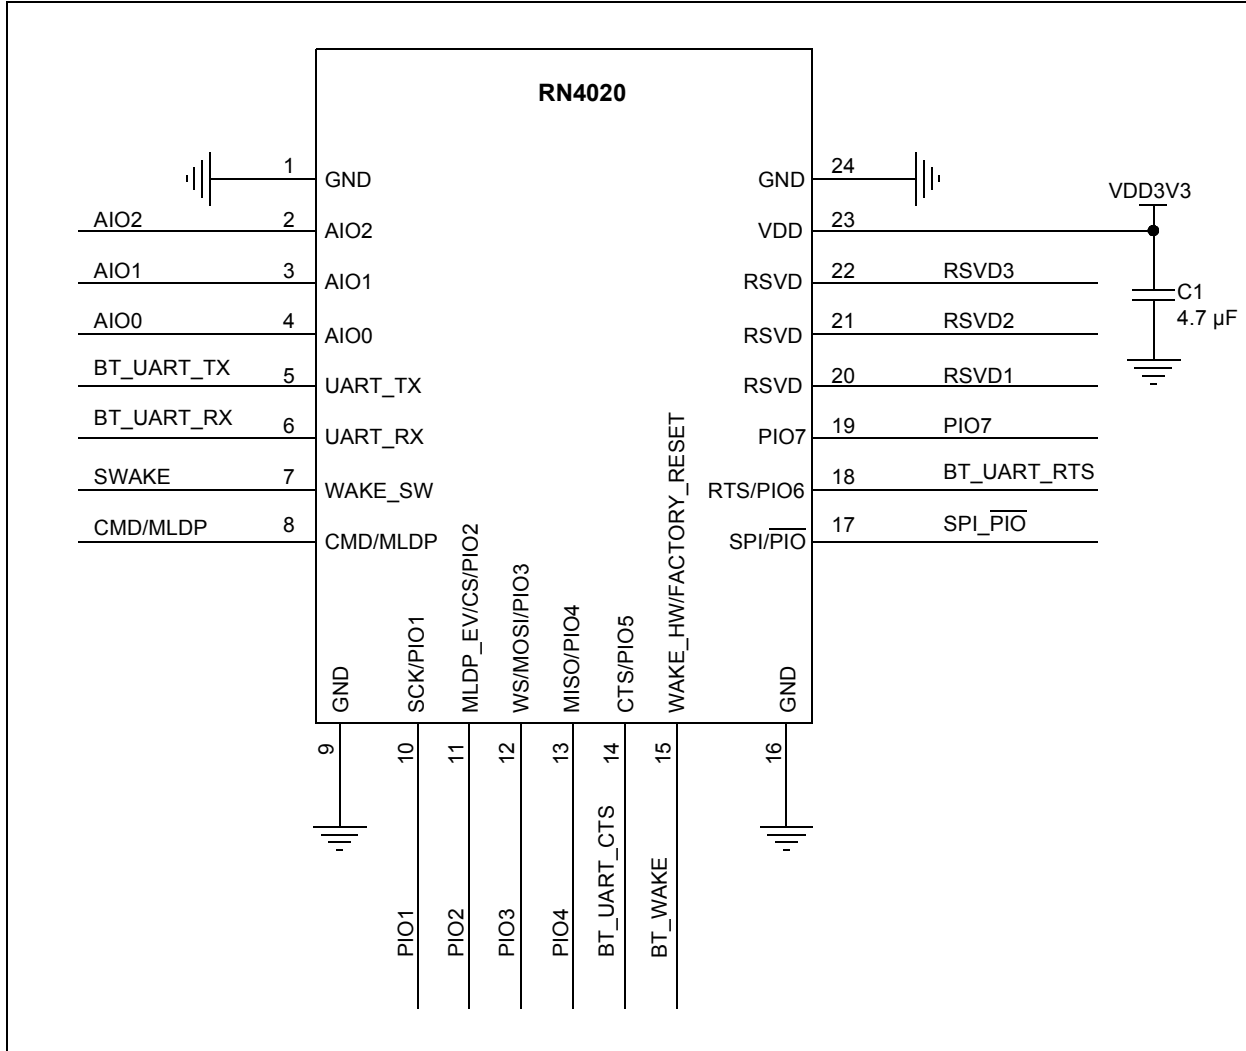 RN4020
1 GND
AIO2 2 AIO2
AIO1 3 AIO1
AIO0 4 AIO0
BT_UART_TX 5 UART_TX
BT_UART_RX 6 UART_RX
SWAKE 7 WAKE_SW
CMD/MLDP 8 CMD/MLDP
GND 24
VDD 23
VDD3V3
C1
4.7 µF
RSVD 22 RSVD3
RSVD 21 RSVD2
RSVD 20 RSVD1
PIO7 19 PIO7
RTS/PIO6 18 BT_UART_RTS
SPI/P̅I̅O̅ 17 SPI_P̅I̅O̅
GND 9
SCK/PIO1 10 PIO1
MLDP_EV/CS/PIO2 11 PIO2
WS/MOSI/PIO3 12 PIO3
MISO/PIO4 13 PIO4
CTS/PIO5 14 BT_UART_CTS
WAKE_HW/FACTORY_RESET 15 BT_WAKE
GND 16